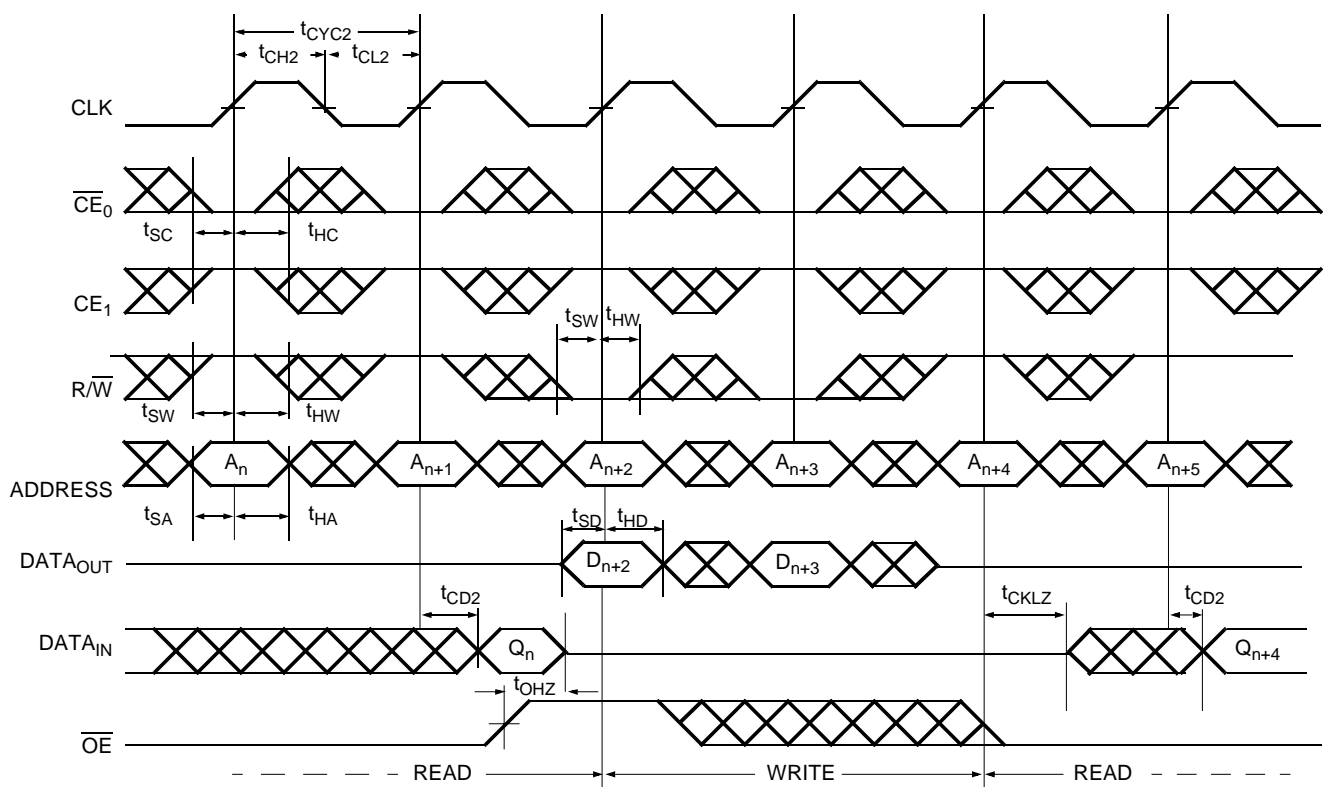 tCYC2
tCH2 tCL2
CLK
CE0
tSC tHC
CE1
tSW tHW
R/W
tSW tHW
An An+1 An+2 An+3 An+4 An+5
ADDRESS
tSA tHA
tSD tHD
DATAOUT
Dn+2 Dn+3
tCD2 tCKLZ tCD2
DATAIN
Qn Qn+4
tOHZ
OE
READ WRITE READ